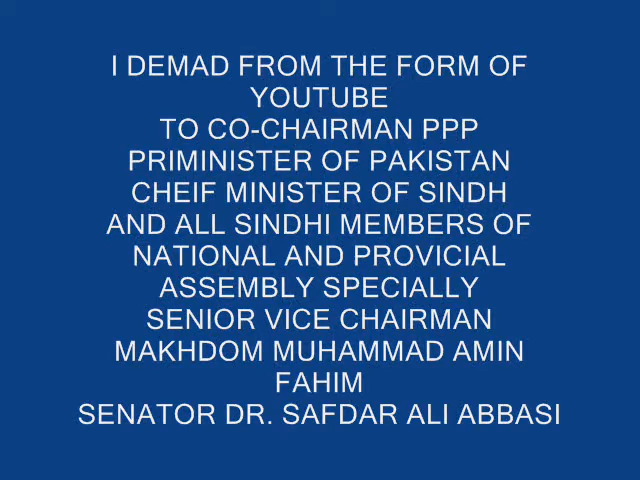 I DEMAD FROM THE FORM OF
YOUTUBE
TO CO-CHAIRMAN PPP
PRIMINISTER OF PAKISTAN
CHEIF MINISTER OF SINDH
AND ALL SINDHI MEMBERS OF
NATIONAL AND PROVICIAL
ASSEMBLY SPECIALLY
SENIOR VICE CHAIRMAN
MAKHDOM MUHAMMAD AMIN
FAHIM
SENATOR DR. SAFDAR ALI ABBASI